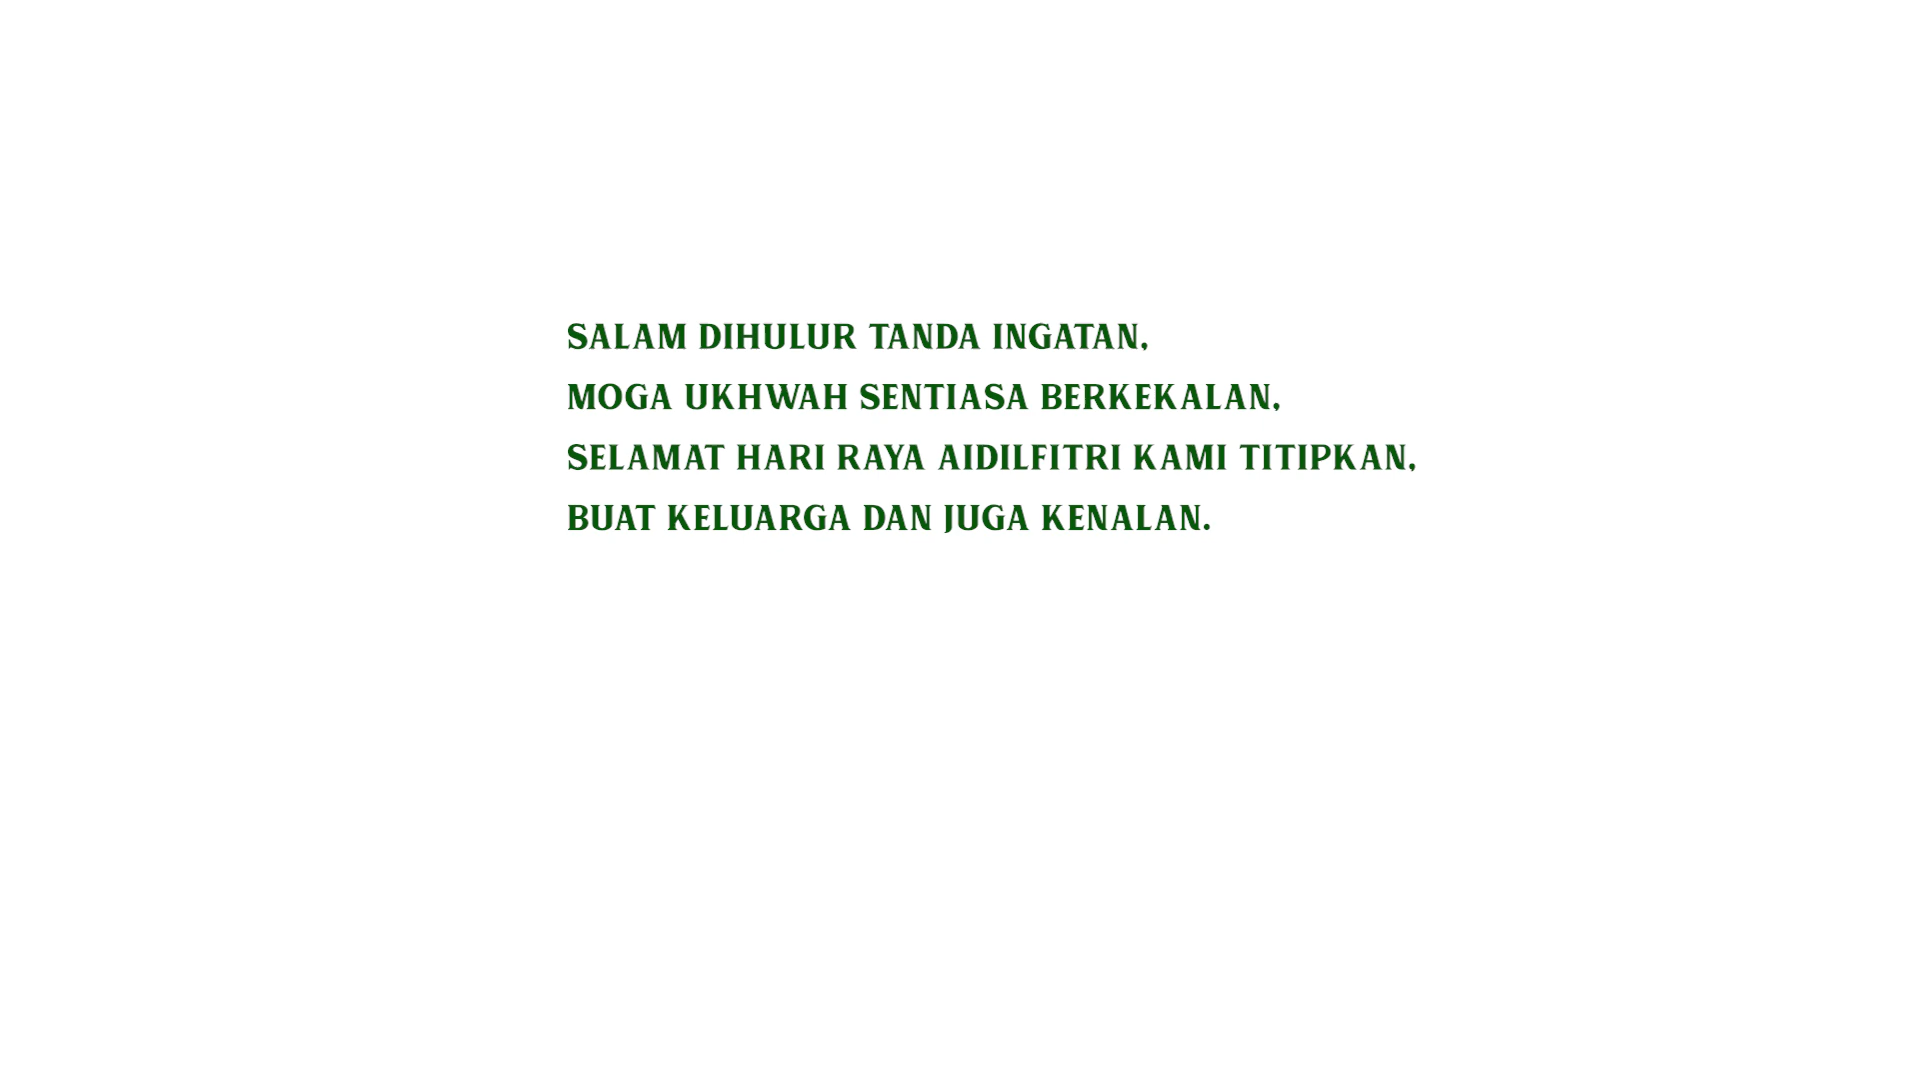 SALAM DIHULUR TANDA INGATAN,
MOGA UKHWAH SENTIASA BERKEKALAN,
SELAMAT HARI RAYA AIDILFITRI KAMI TITIPKAN,
BUAT KELUARGA DAN JUGA KENALAN.